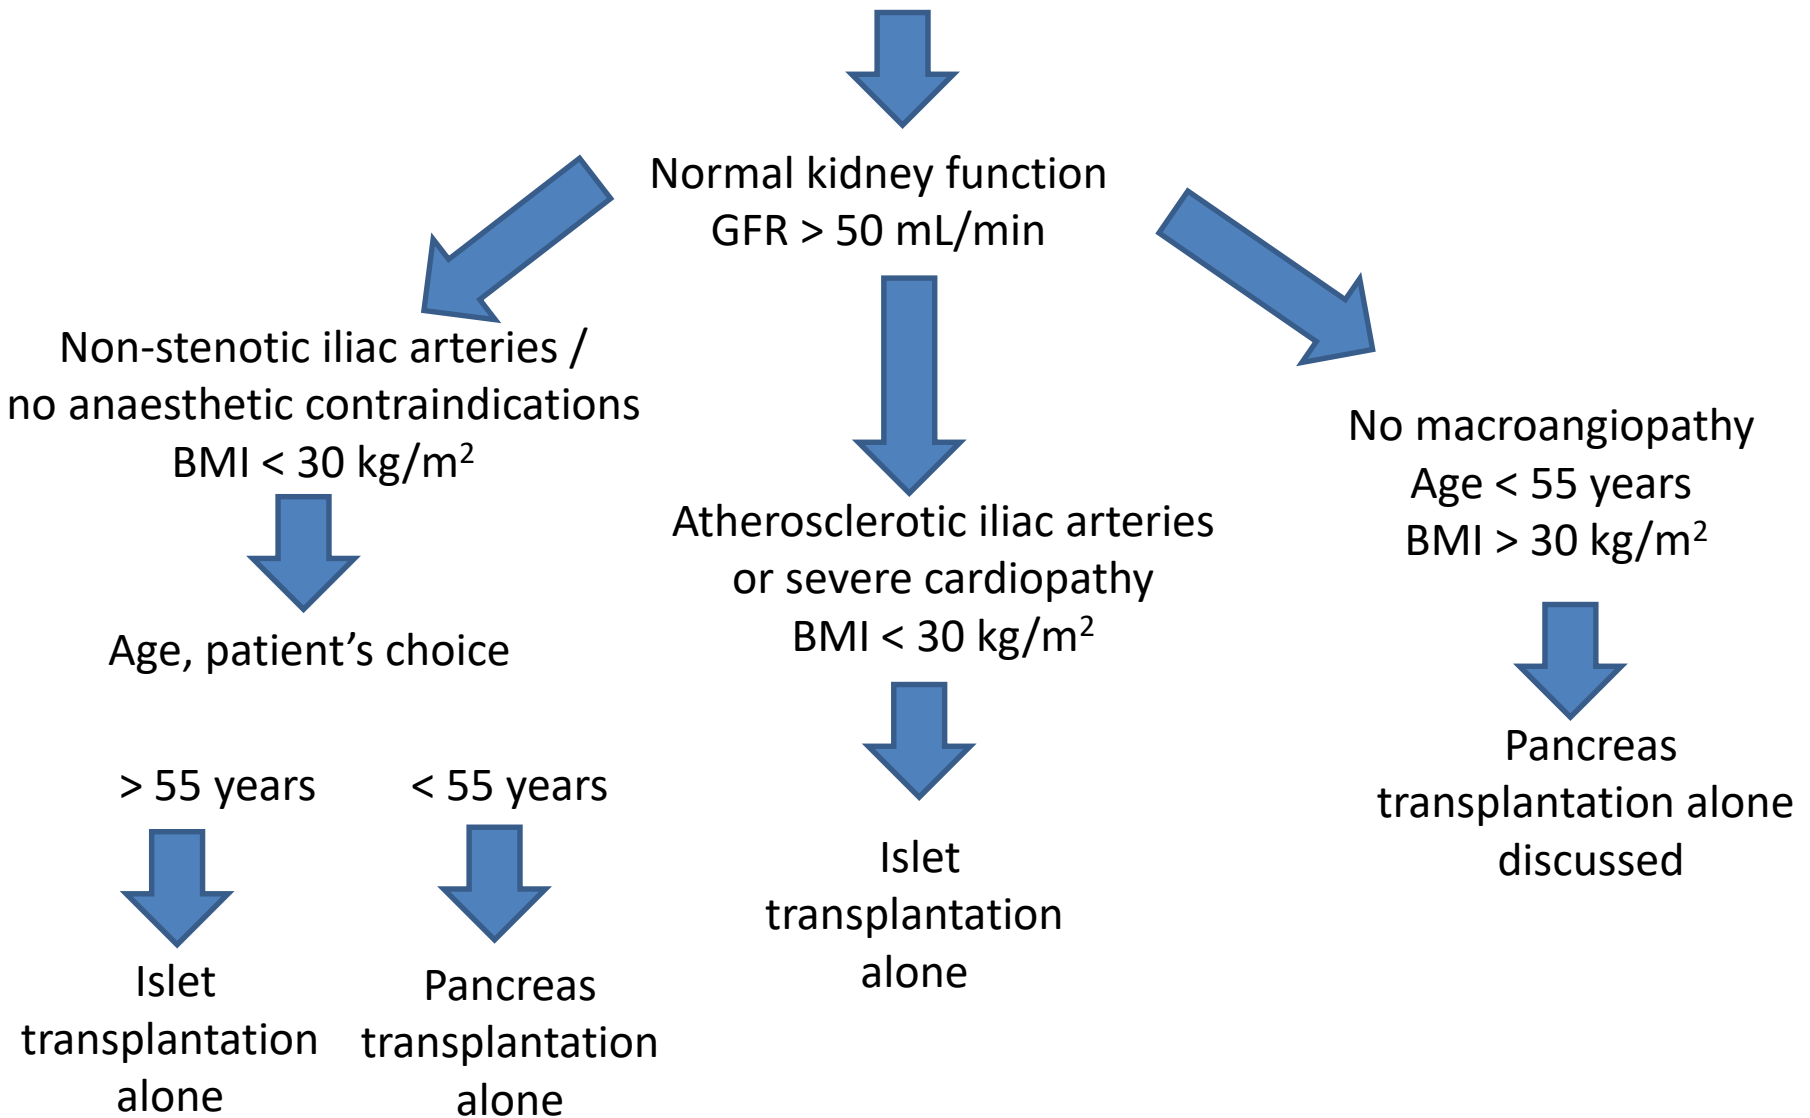 Normal kidney function
GFR > 50 mL/min
Non-stenotic iliac arteries /
no anaesthetic contraindications
BMI < 30 kg/m²
Age, patient’s choice
> 55 years
< 55 years
Islet
transplantation
alone
Pancreas
transplantation
alone
Atherosclerotic iliac arteries
or severe cardiopathy
BMI < 30 kg/m²
Islet
transplantation
alone
No macroangiopathy
Age < 55 years
BMI > 30 kg/m²
Pancreas
transplantation alone
discussed